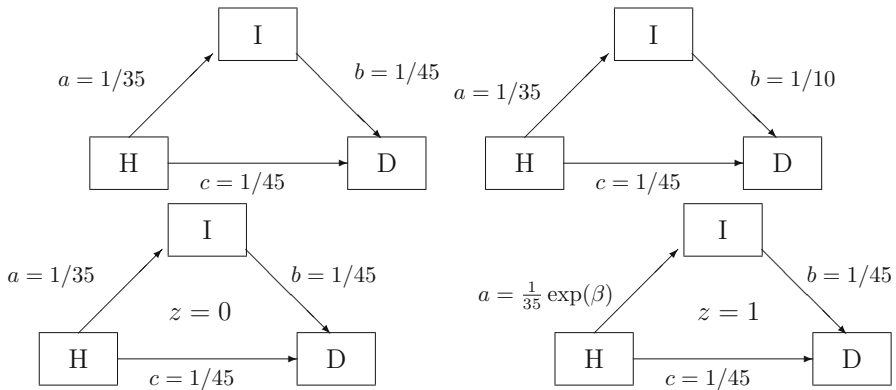 I
I
a = 1/35
b = 1/45
a = 1/35
b = 1/10
H
D
H
D
c = 1/45
c = 1/45
I
I
a = 1/35
b = 1/45
a = \frac{1}{35} exp(β)
b = 1/45
z = 0
z = 1
H
D
H
D
c = 1/45
c = 1/45